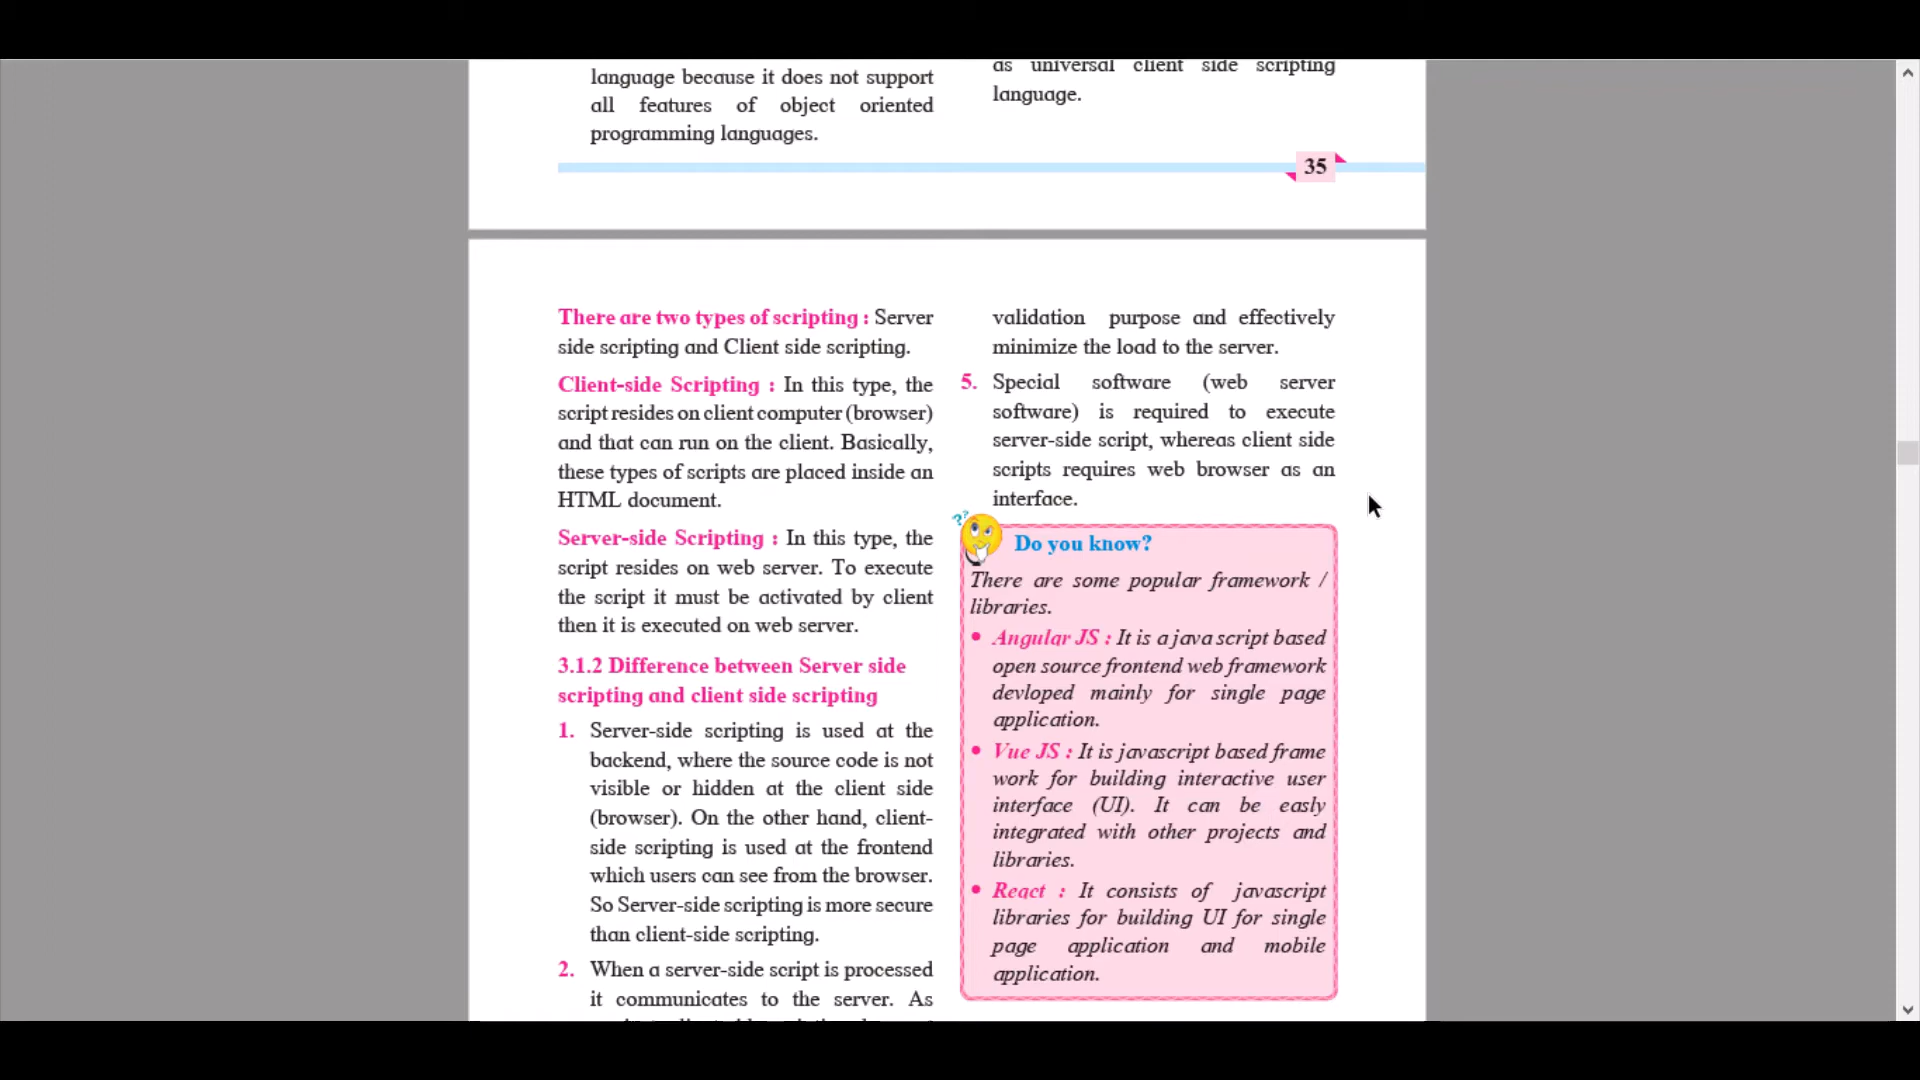 language because it does not support
all features of object oriented
programming languages.
as universal client side scripting
language.
35
There are two types of scripting : Server
side scripting and Client side scripting.
Client-side Scripting : In this type, the
script resides on client computer (browser)
and that can run on the client. Basically,
these types of scripts are placed inside an
HTML document.
Server-side Scripting : In this type, the
script resides on web server. To execute
the script it must be activated by client
then it is executed on web server.
3.1.2 Difference between Server side
scripting and client side scripting
1. Server-side scripting is used at the
backend, where the source code is not
visible or hidden at the client side
(browser). On the other hand, client-
side scripting is used at the frontend
which users can see from the browser.
So Server-side scripting is more secure
than client-side scripting.
2. When a server-side script is processed
it communicates to the server. As
validation purpose and effectively
minimize the load to the server.
5. Special software (web server
software) is required to execute
server-side script, whereas client side
scripts requires web browser as an
interface.
??
Do you know?
There are some popular framework /
libraries.
• Angular JS : It is a java script based
open source frontend web framework
devloped mainly for single page
application.
• Vue JS : It is javascript based frame
work for building interactive user
interface (UI). It can be easly
integrated with other projects and
libraries.
• React : It consists of javascript
libraries for building UI for single
page application and mobile
application.